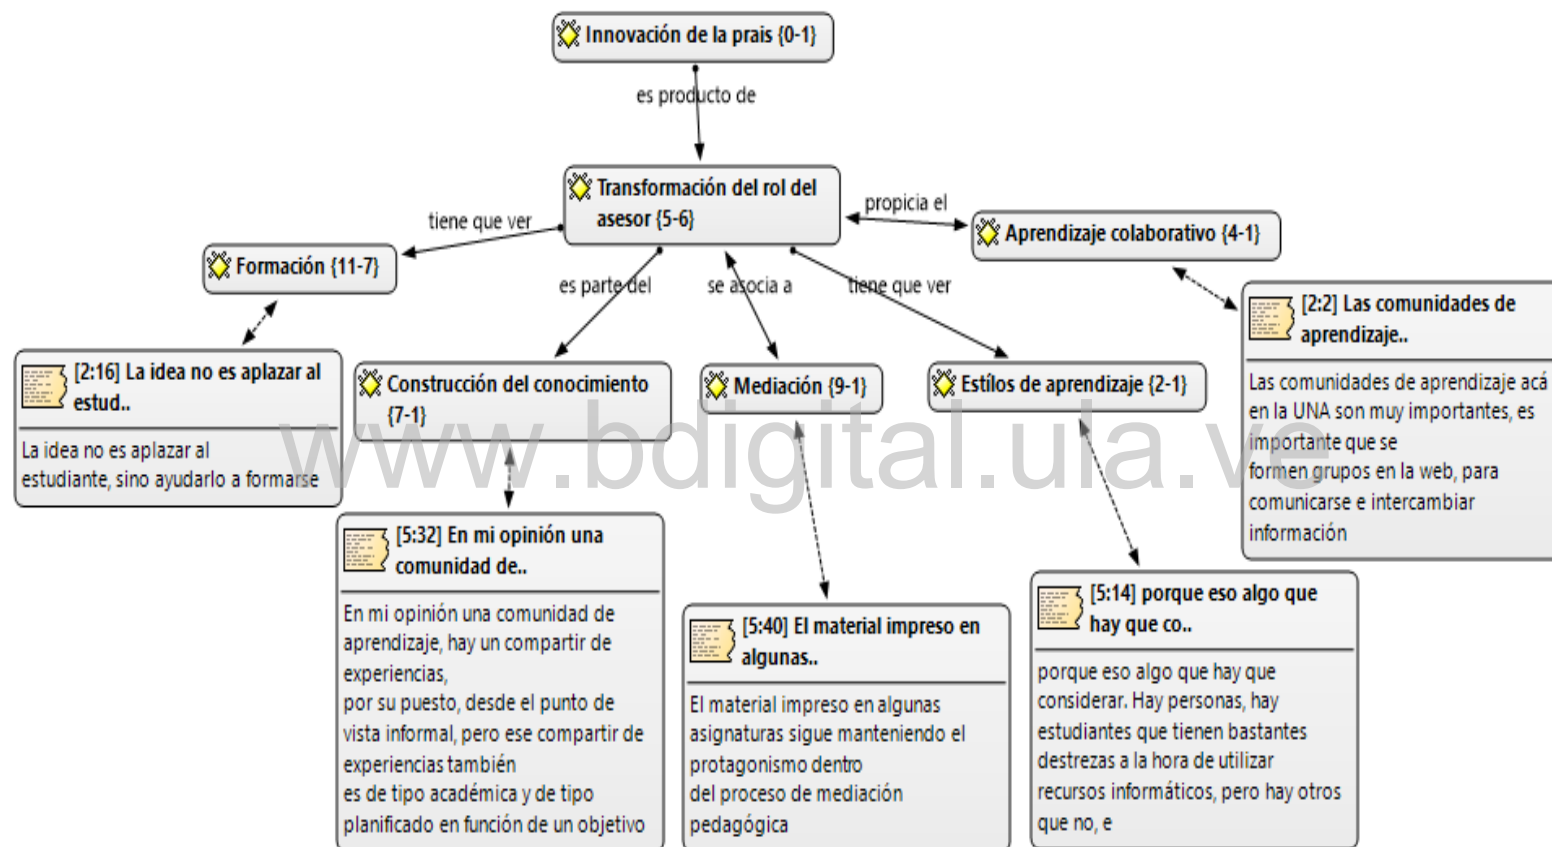 Innovación de la prais {0-1}
es producto de
Transformación del rol del
asesor {5-6}
propicia el
Aprendizaje colaborativo {4-1}
tiene que ver
Formación {11-7}
es parte del
se asocia a
tiene que ver
[2:2] Las comunidades de
aprendizaje..
Las comunidades de aprendizaje acá
en la UNA son muy importantes, es
importante que se
formen grupos en la web, para
comunicarse e intercambiar
información
[2:16] La idea no es aplazar al
estud..
La idea no es aplazar al
estudiante, sino ayudarlo a formarse
Construcción del conocimiento
{7-1}
Mediación {9-1}
Estílos de aprendizaje {2-1}
www.bdigital.ula.ve
[5:32] En mi opinión una
comunidad de..
En mi opinión una comunidad de
aprendizaje, hay un compartir de
experiencias,
por su puesto, desde el punto de
vista informal, pero ese compartir de
experiencias también
es de tipo académica y de tipo
planificado en función de un objetivo
[5:40] El material impreso en
algunas..
El material impreso en algunas
asignaturas sigue manteniendo el
protagonismo dentro
del proceso de mediación
pedagógica
[5:14] porque eso algo que
hay que co..
porque eso algo que hay que
considerar. Hay personas, hay
estudiantes que tienen bastantes
destrezas a la hora de utilizar
recursos informáticos, pero hay otros
que no, e